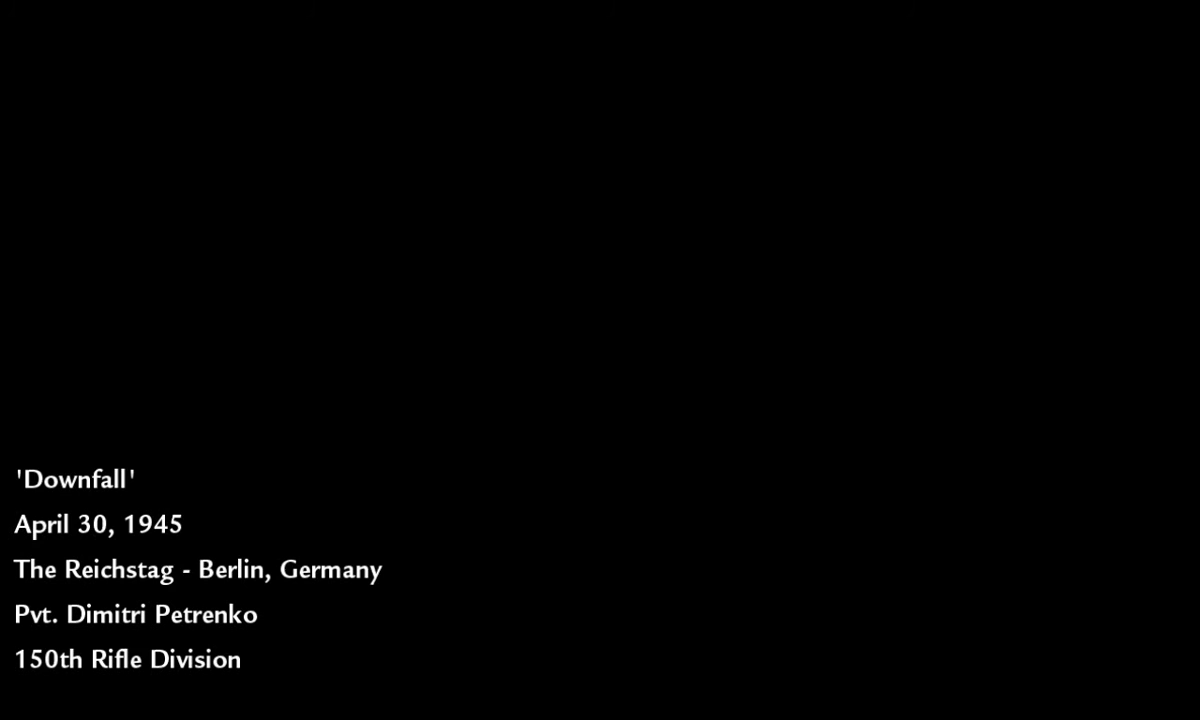 'Downfall'
April 30, 1945
The Reichstag - Berlin, Germany
Pvt. Dimitri Petrenko
150th Rifle Division